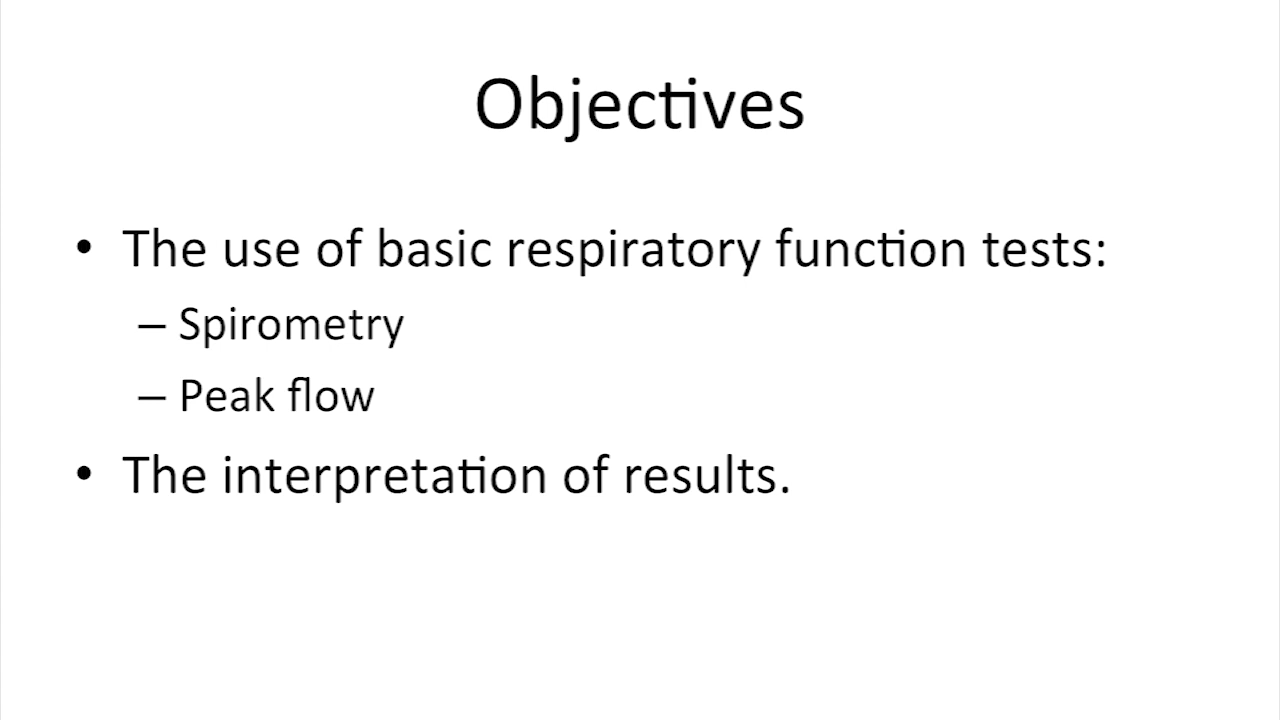 Objectives
• The use of basic respiratory function tests:
– Spirometry
– Peak flow
• The interpretation of results.